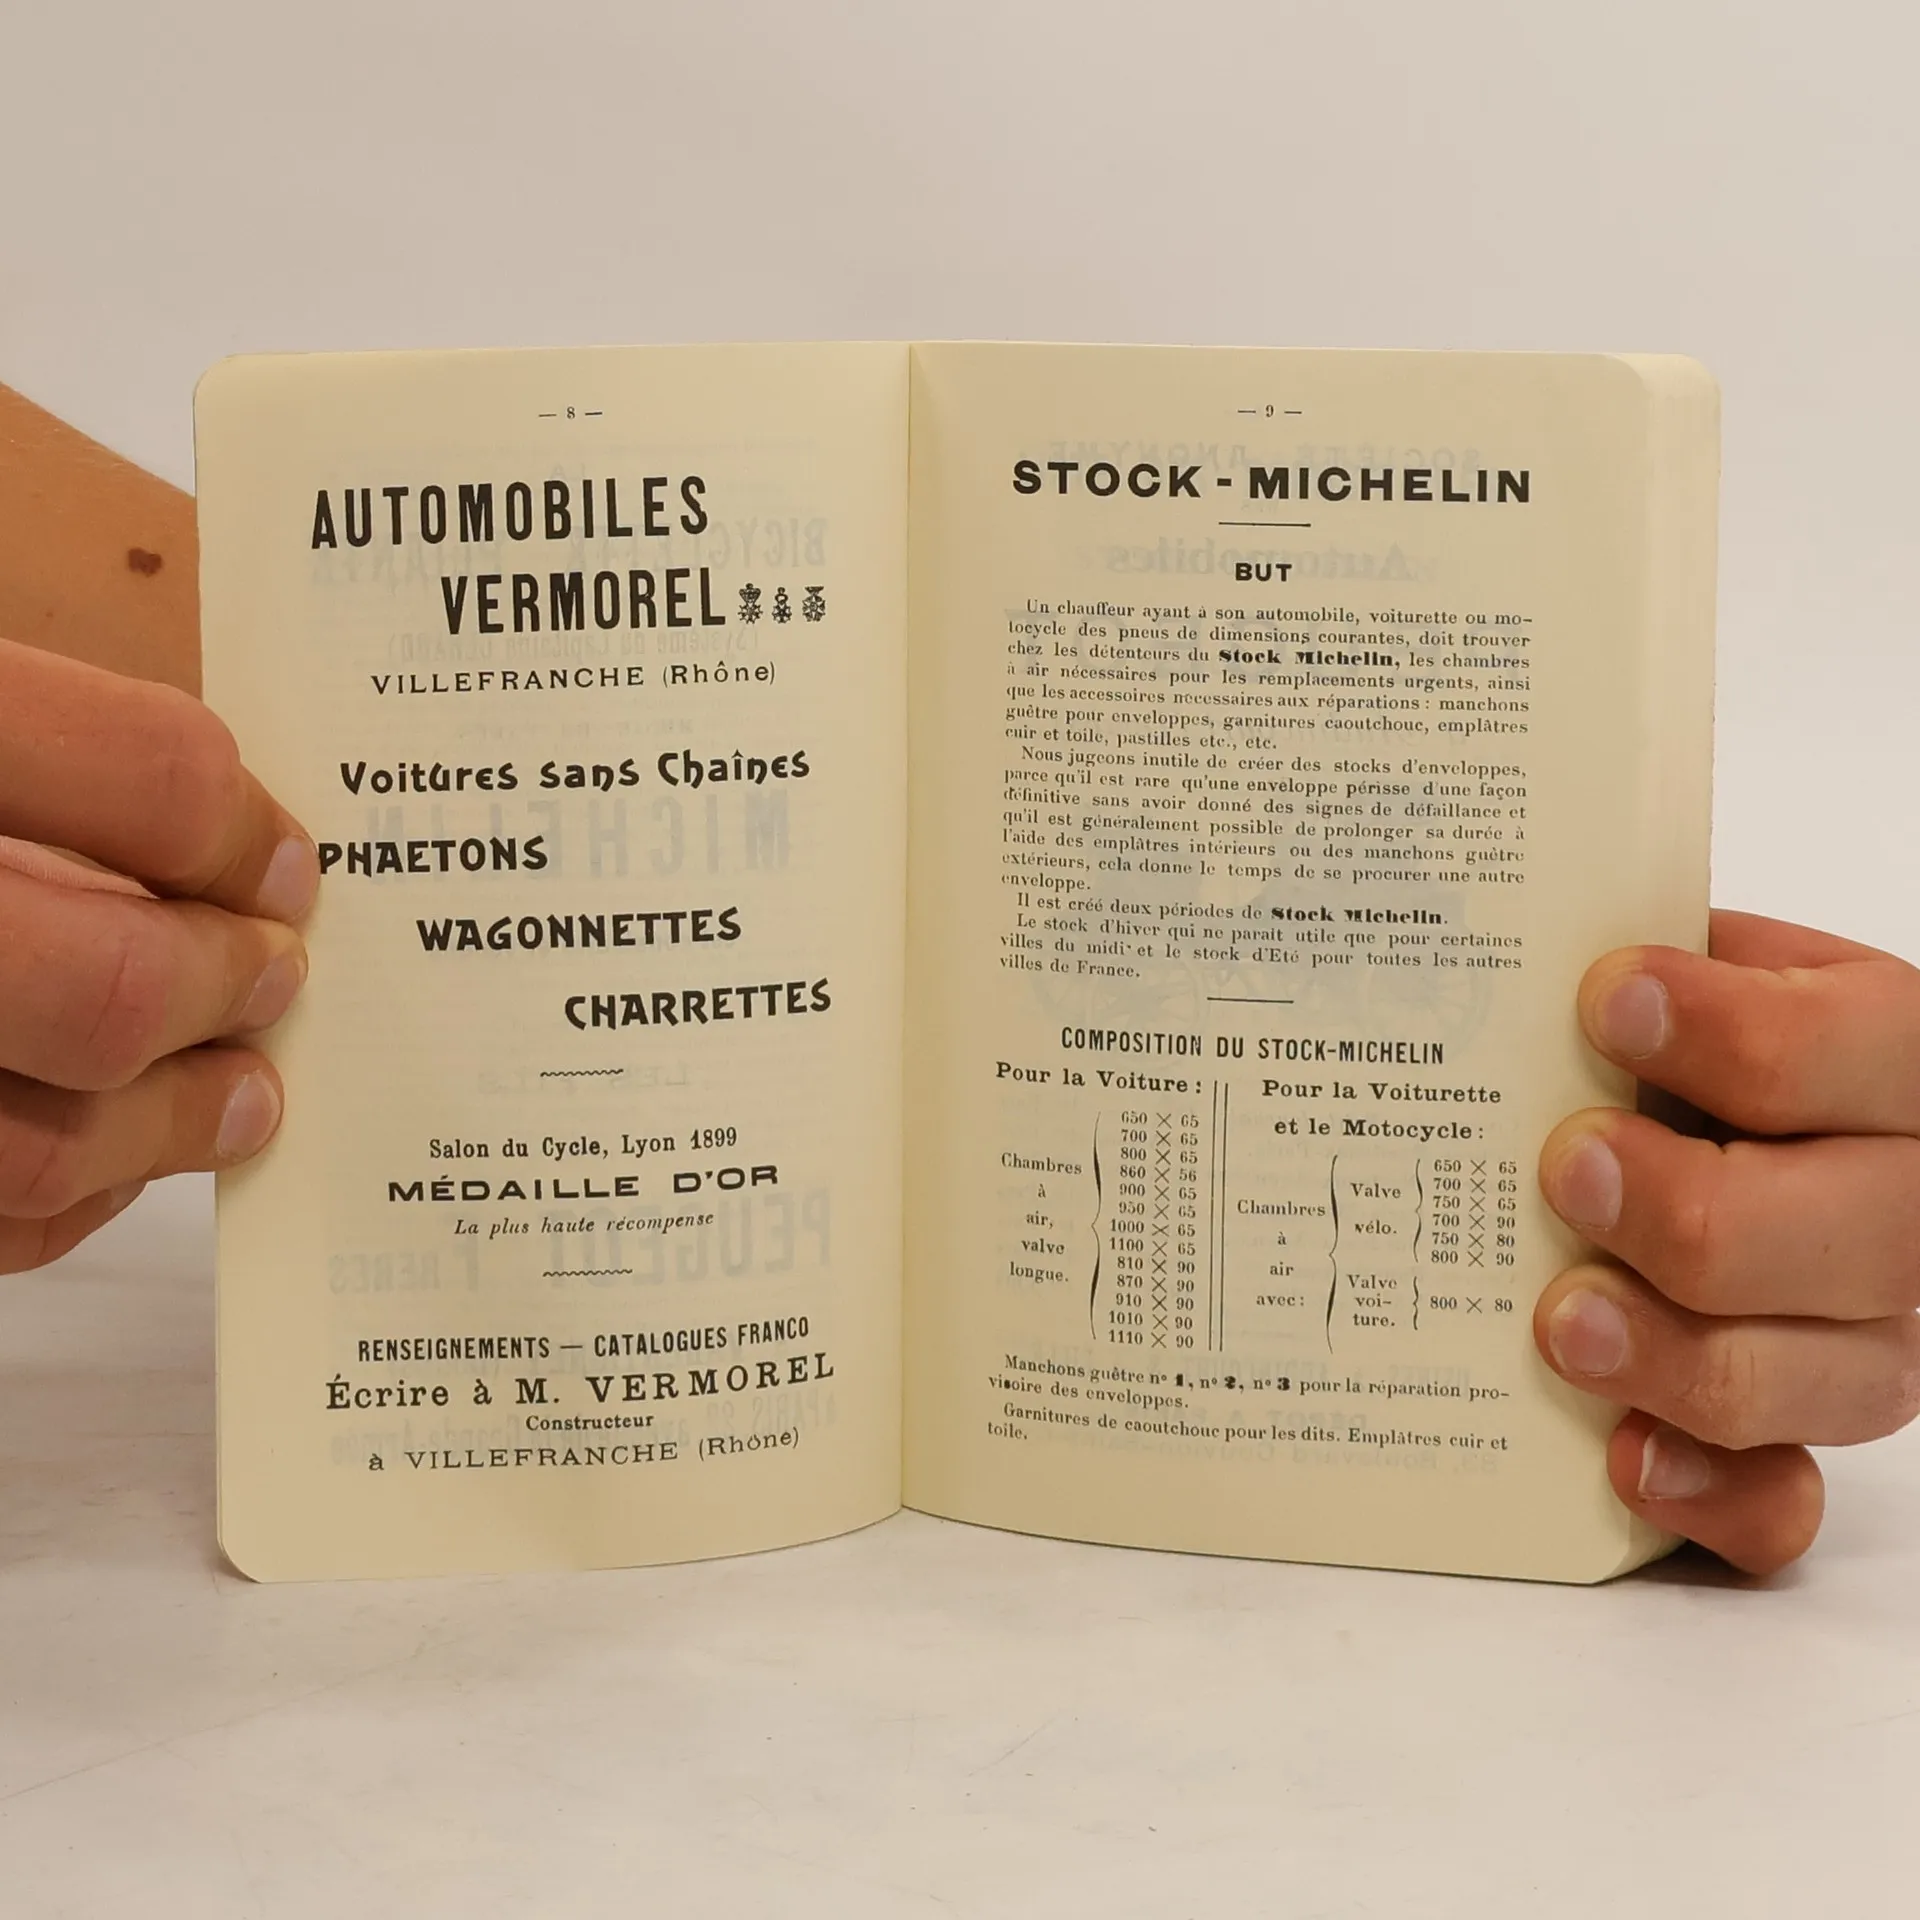 — 8 —
AUTOMOBILES
VERMOREL
VILLEFRANCHE (Rhône)
Voitures sans Chaînes
PHAETONS
WAGONNETTES
CHARRETTES
Salon du Cycle, Lyon 1899
MÉDAILLE D'OR
La plus haute récompense
RENSEIGNEMENTS — CATALOGUES FRANCO
Écrire à M. VERMOREL
Constructeur
à VILLEFRANCHE (Rhône)
— 9 —
STOCK - MICHELIN
BUT
Un chauffeur ayant à son automobile, voiturette ou mo-
tocycle des pneus de dimensions courantes, doit trouver
chez les détenteurs du Stock Michelin, les chambres
à air nécessaires pour les remplacements urgents, ainsi
que les accessoires nécessaires aux réparations : manchons
guêtre pour enveloppes, garnitures caoutchouc, emplâtres
cuir et toile, pastilles etc., etc.
Nous jugeons inutile de créer des stocks d'enveloppes,
parce qu'il est rare qu'une enveloppe périsse d'une façon
définitive sans avoir donné des signes de défaillance et
qu'il est généralement possible de prolonger sa durée à
l'aide des emplâtres intérieurs ou des manchons guêtre
extérieurs, cela donne le temps de se procurer une autre
enveloppe.
Il est créé deux périodes de Stock Michelin.
Le stock d'hiver qui ne parait utile que pour certaines
villes du midi et le stock d'Eté pour toutes les autres
villes de France.
COMPOSITION DU STOCK-MICHELIN
Pour la Voiture :
Chambres
à
air,
valve
longue.
650 × 65
700 × 65
800 × 65
860 × 56
900 × 65
950 × 65
1000 × 65
1100 × 65
810 × 90
870 × 90
910 × 90
1010 × 90
1110 × 90
Pour la Voiturette
et le Motocycle :
Chambres
à
air
avec :
Valve
vélo.
650 × 65
700 × 65
750 × 65
700 × 90
750 × 80
800 × 90
Valve
voi-
ture.
800 × 80
Manchons guêtre nº 1, nº 2, nº 3 pour la réparation pro-
visoire des enveloppes.
Garnitures de caoutchouc pour les dits. Emplâtres cuir et
toile.